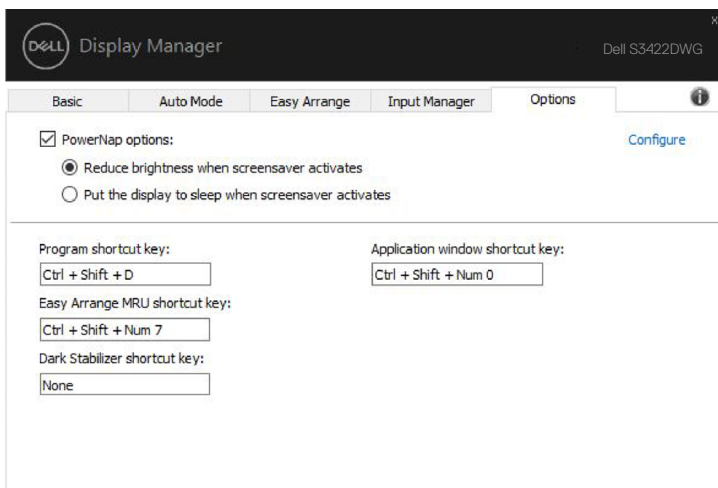 DELL Display Manager
X
Dell S3422DWG
Basic Auto Mode Easy Arrange Input Manager Options
PowerNap options: Configure
Reduce brightness when screensaver activates
Put the display to sleep when screensaver activates
Program shortcut key: Application window shortcut key:
Ctrl + Shift + D Ctrl + Shift + Num 0
Easy Arrange MRU shortcut key:
Ctrl + Shift + Num 7
Dark Stabilizer shortcut key:
None